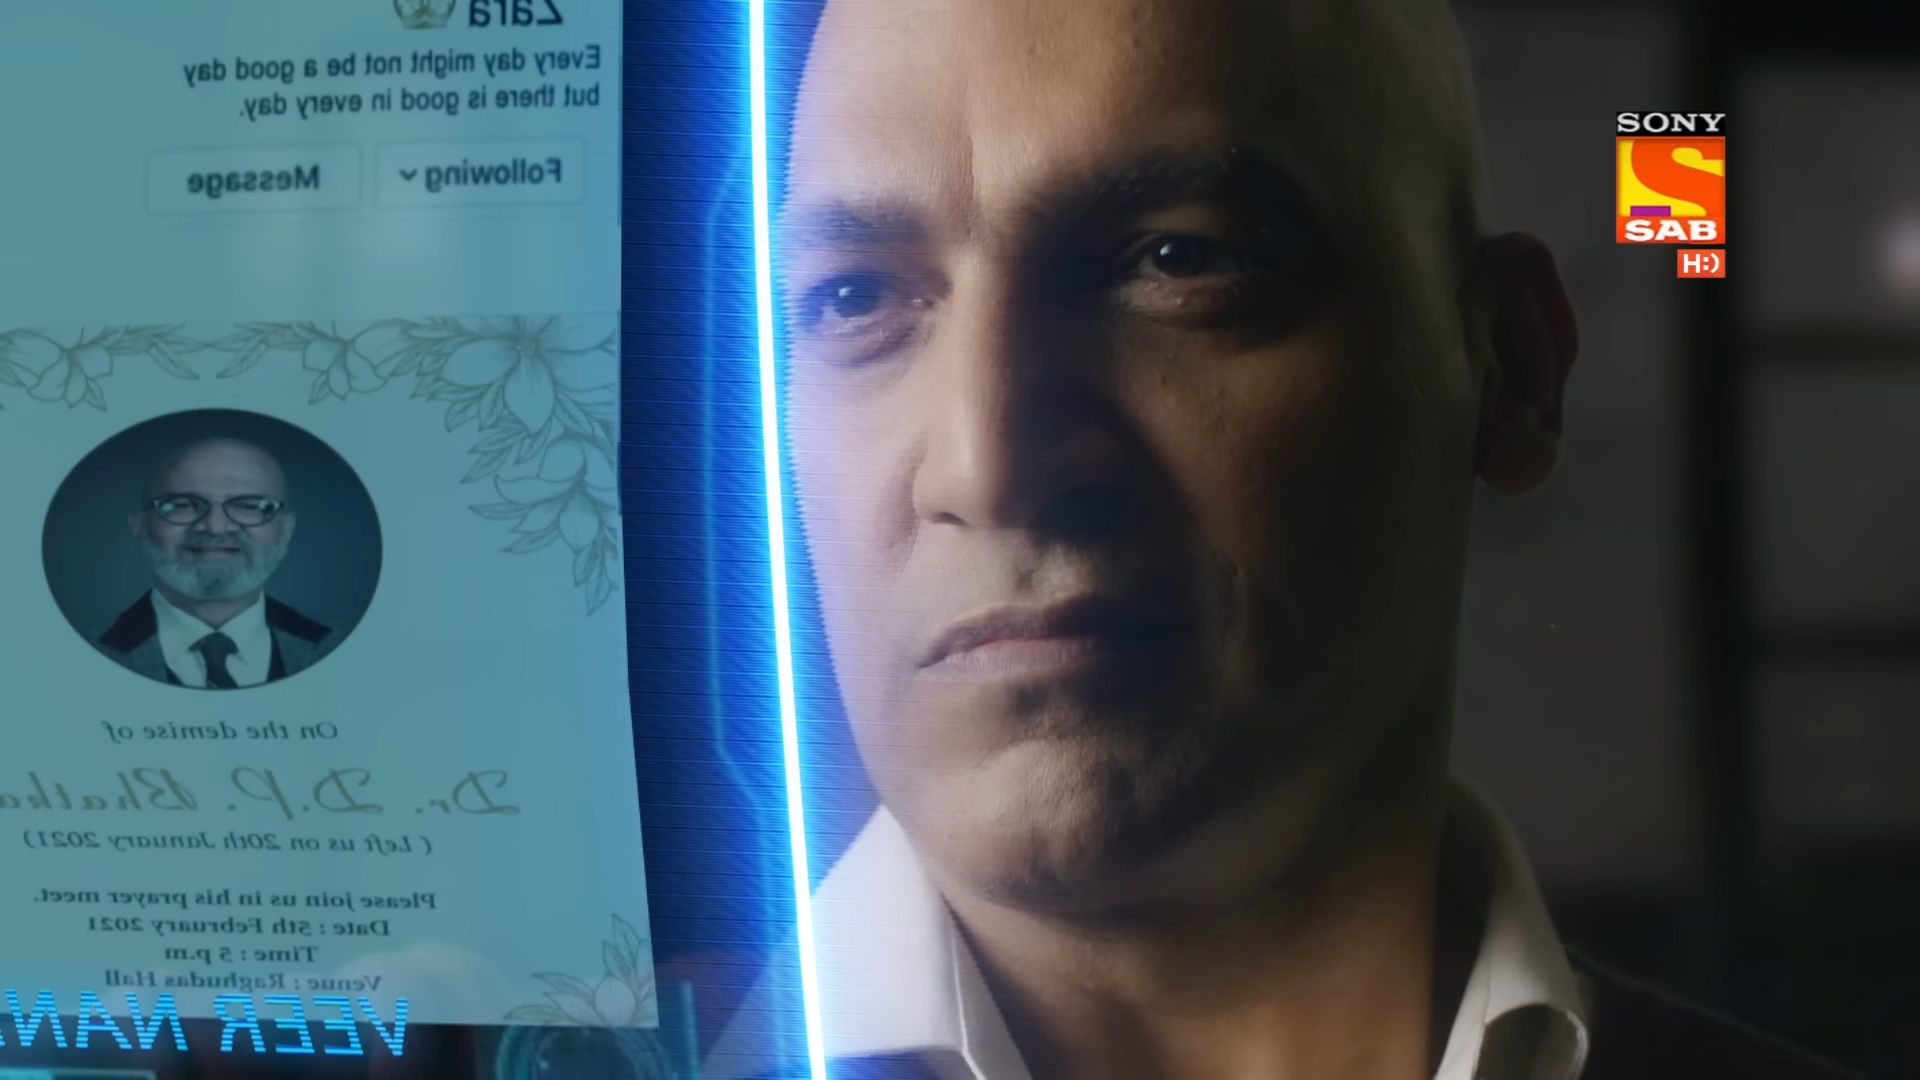 Zara
Every day might not be a good day
but there is good in every day.
Following
Message
On the demise of
Dr. D.P. Bhatka
( Left us on 20th January 2021)
Please join us in his prayer meet.
Date : 5th February 2021
Time : 5 p.m
Venue : Raghudas Hall
VEER NAN
SONY
SAB
H:)